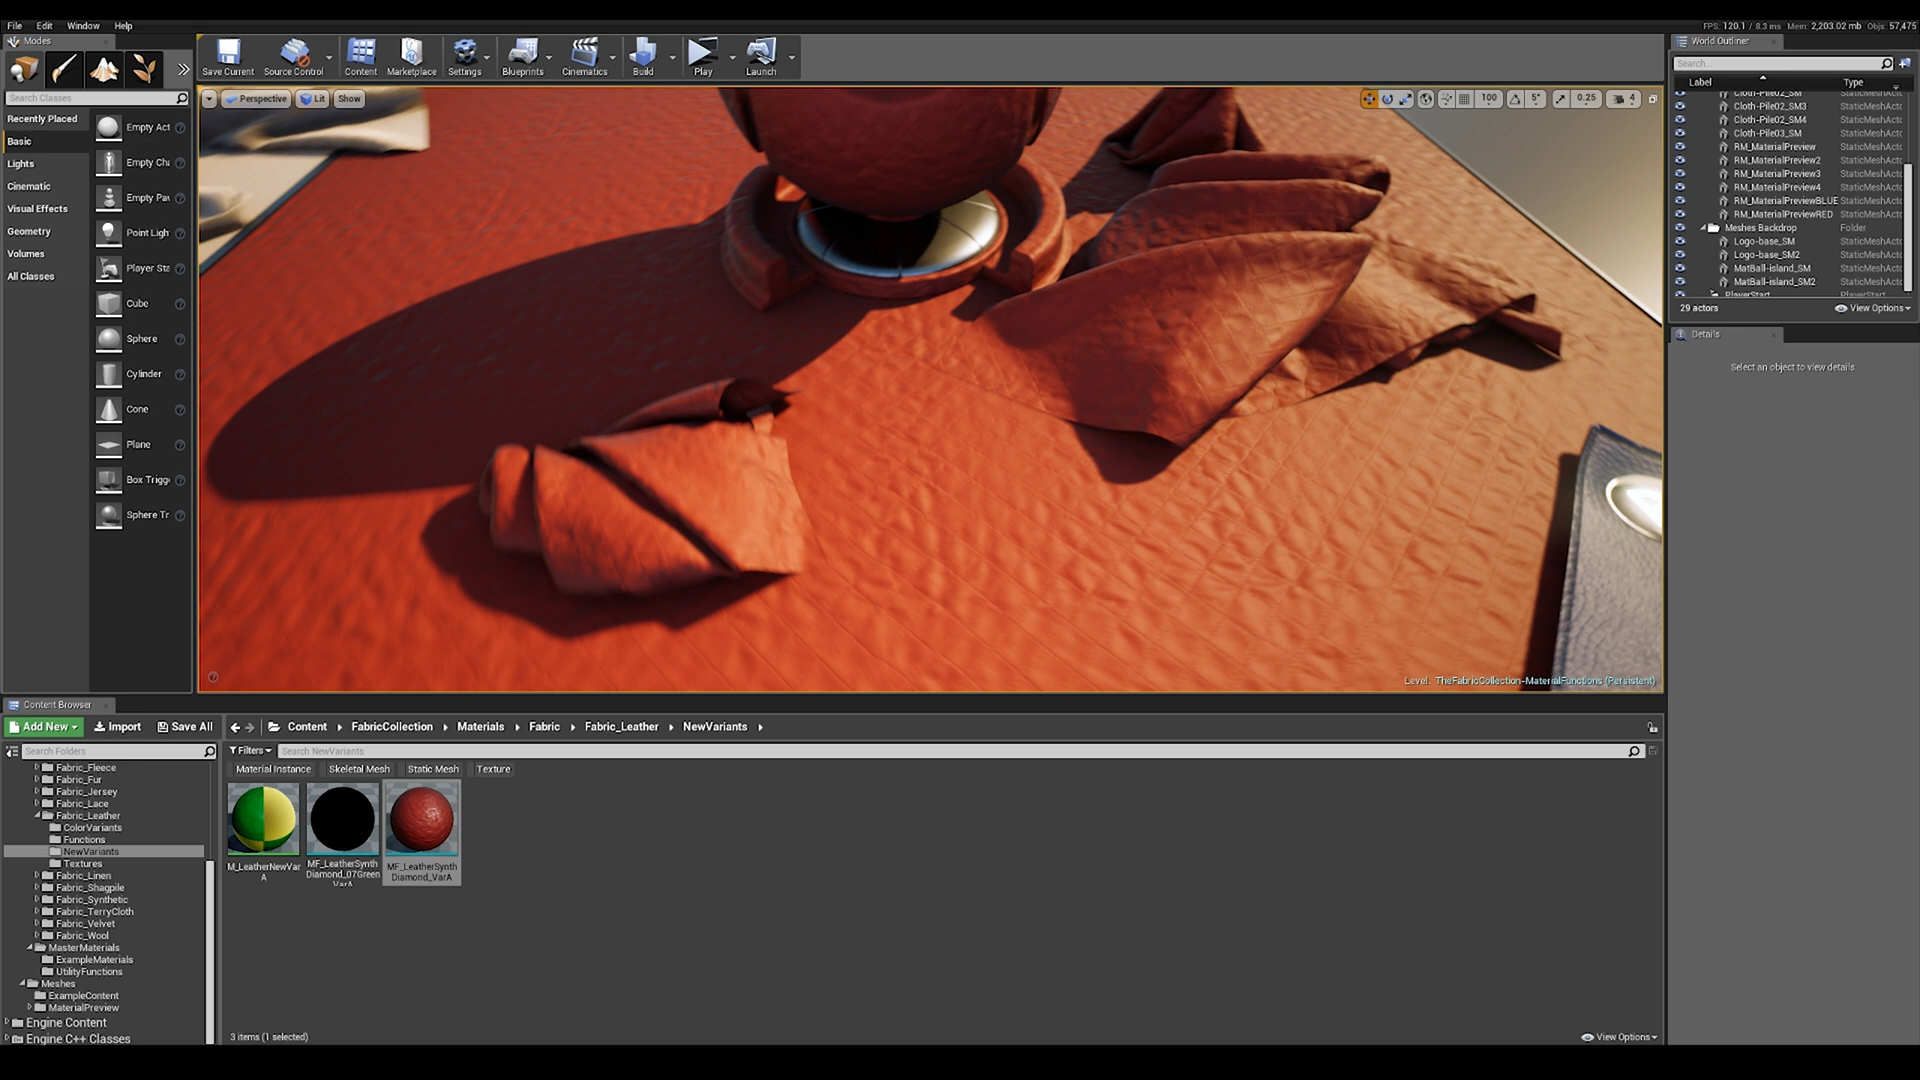 File Edit Window Help
FPS: 120.1 / 8.3 ms Mem: 2,203.02 mb Objs: 57,475
Modes
Save Current Source Control Content Marketplace Settings Blueprints Cinematics Build Play Launch
Search Classes
Recently Placed
Basic
Lights
Cinematic
Visual Effects
Geometry
Volumes
All Classes
Empty Act
Empty Cha
Empty Pav
Point Ligh
Player Sta
Cube
Sphere
Cylinder
Cone
Plane
Box Trigg
Sphere Tr
Perspective Lit Show
100 5° 0.25 4
Level: TheFabricCollection-MaterialFunctions (Persistent)
World Outliner
Search...
Label Type
Cloth-Pile02_SM StaticMeshActo
Cloth-Pile02_SM3 StaticMeshActo
Cloth-Pile02_SM4 StaticMeshActo
Cloth-Pile03_SM StaticMeshActo
RM_MaterialPreview StaticMeshActo
RM_MaterialPreview2 StaticMeshActo
RM_MaterialPreview3 StaticMeshActo
RM_MaterialPreview4 StaticMeshActo
RM_MaterialPreviewBLUE StaticMeshActo
RM_MaterialPreviewRED StaticMeshActo
Meshes Backdrop Folder
Logo-base_SM StaticMeshActo
Logo-base_SM2 StaticMeshActo
MatBall-island_SM StaticMeshActo
MatBall-island_SM2 StaticMeshActo
PlayerStart PlayerStart
29 actors View Options
Details
Select an object to view details.
Content Browser
Add New Import Save All
Content FabricCollection Materials Fabric Fabric_Leather NewVariants
Search Folders
Filters Search NewVariants
Material Instance Skeletal Mesh Static Mesh Texture
Fabric_Fleece
Fabric_Fur
Fabric_Jersey
Fabric_Lace
Fabric_Leather
ColorVariants
Functions
NewVariants
Textures
Fabric_Linen
Fabric_Shagpile
Fabric_Synthetic
Fabric_TerryCloth
Fabric_Velvet
Fabric_Wool
MasterMaterials
ExampleMaterials
UtilityFunctions
Meshes
ExampleContent
MaterialPreview
Engine Content
Engine C++ Classes
M_LeatherNewVar
A
MF_LeatherSynth
Diamond_07Green
VarA
MF_LeatherSynth
Diamond_VarA
3 items (1 selected)
View Options